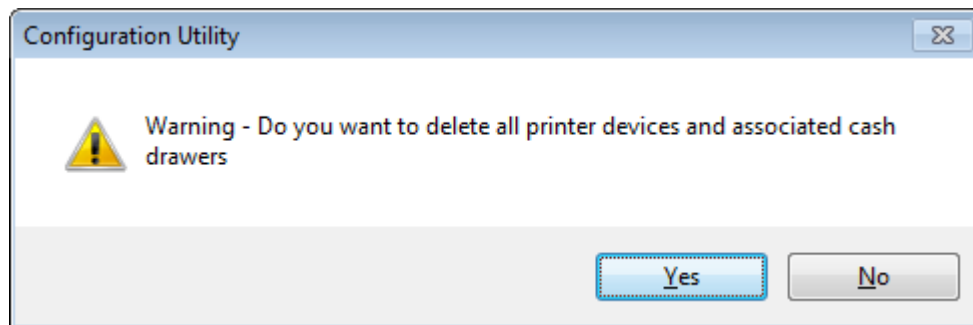 Configuration Utility
Warning - Do you want to delete all printer devices and associated cash
drawers
Yes
No